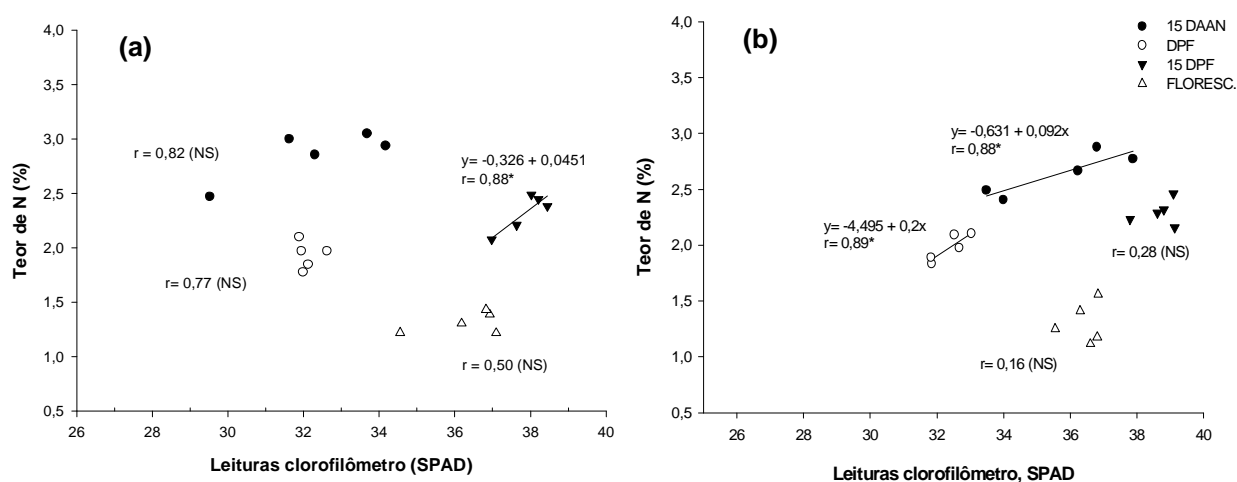 (a)
4,0
3,5
3,0
2,5
2,0
1,5
1,0
0,5
Teor de N (%)
r = 0,82 (NS)
y= -0,326 + 0,0451
r= 0,88*
r = 0,77 (NS)
r = 0,50 (NS)
26 28 30 32 34 36 38 40
Leituras clorofilômetro (SPAD)
(b)
4,0
3,5
3,0
2,5
2,0
1,5
1,0
0,5
Teor de N (%)
15 DAAN
DPF
15 DPF
FLORESC.
y= -0,631 + 0,092x
r= 0,88*
y= -4,495 + 0,2x
r= 0,89*
r= 0,28 (NS)
r= 0,16 (NS)
26 28 30 32 34 36 38 40
Leituras clorofilômetro, SPAD